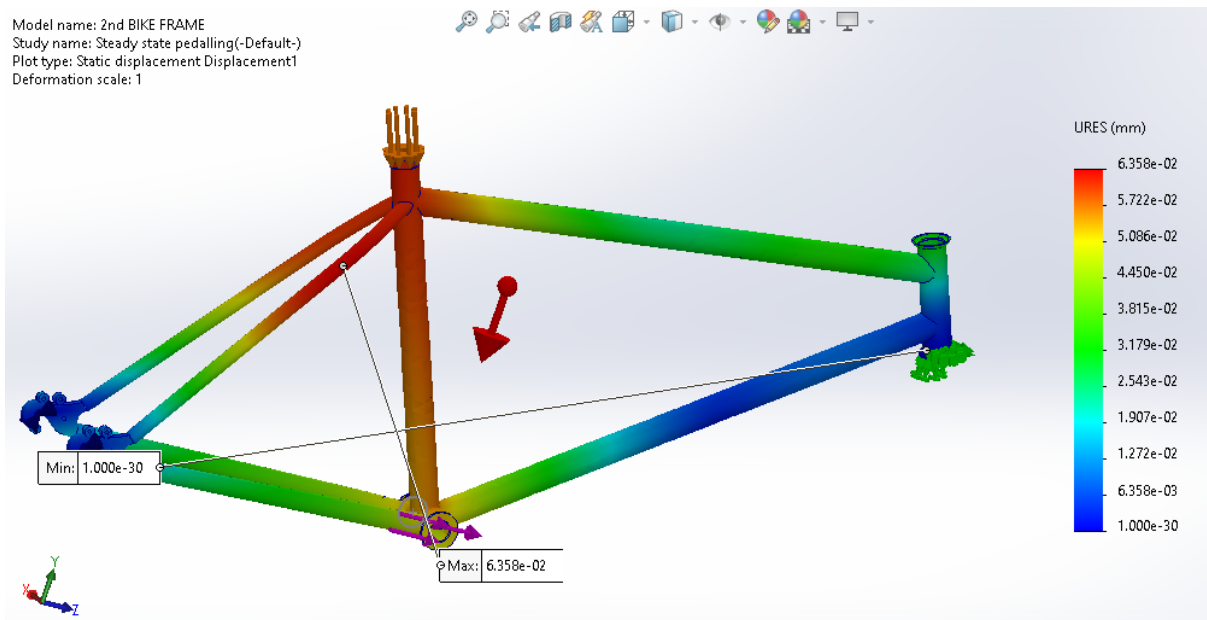 Model name: 2nd BIKE FRAME
Study name: Steady state pedalling(-Default-)
Plot type: Static displacement Displacement1
Deformation scale: 1
URES (mm)
6.358e-02
5.722e-02
5.086e-02
4.450e-02
3.815e-02
3.179e-02
2.543e-02
1.907e-02
1.272e-02
6.358e-03
1.000e-30
Min: 1.000e-30
Max: 6.358e-02
Y
X
Z